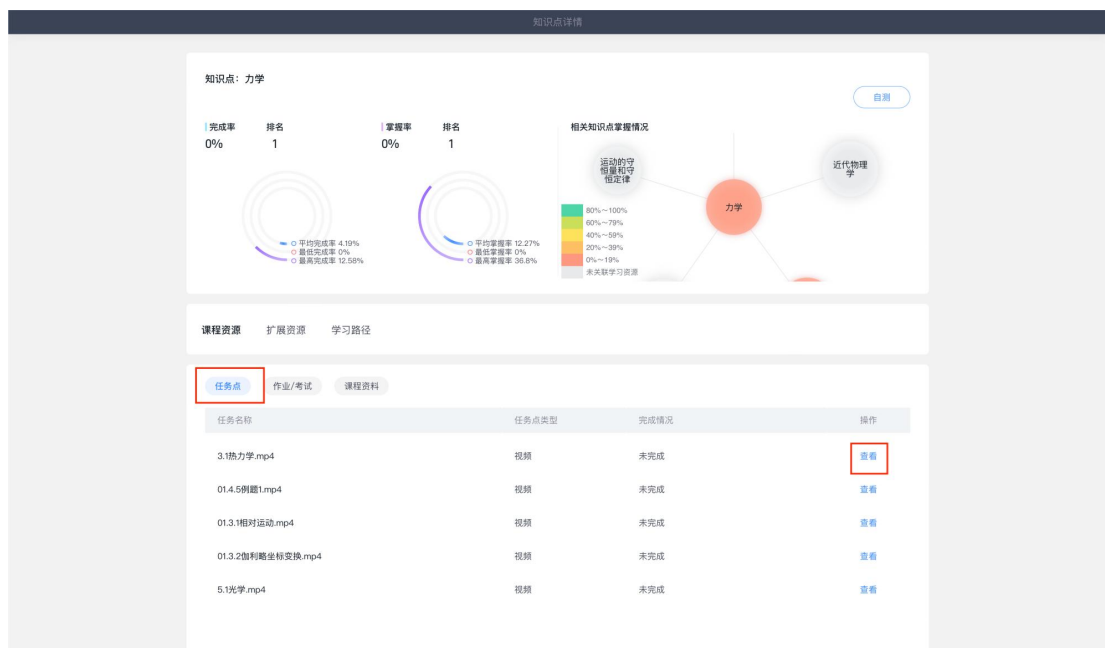 知识点详情
知识点：力学
自测
完成率 排名
0% 1
掌握率 排名
0% 1
平均完成率 4.19%
最低完成率 0%
最高完成率 12.58%
平均掌握率 12.27%
最低掌握率 0%
最高掌握率 36.8%
相关知识点掌握情况
运动的守
恒量和守
恒定律
近代物理
学
力学
80%～100%
60%～79%
40%～59%
20%～39%
0%～19%
未关联学习资源
课程资源 扩展资源 学习路径
任务点 作业/考试 课程资料
任务名称 任务点类型 完成情况 操作
3.1热力学.mp4 视频 未完成 查看
01.4.5例题1.mp4 视频 未完成 查看
01.3.1相对运动.mp4 视频 未完成 查看
01.3.2伽利略坐标变换.mp4 视频 未完成 查看
5.1光学.mp4 视频 未完成 查看